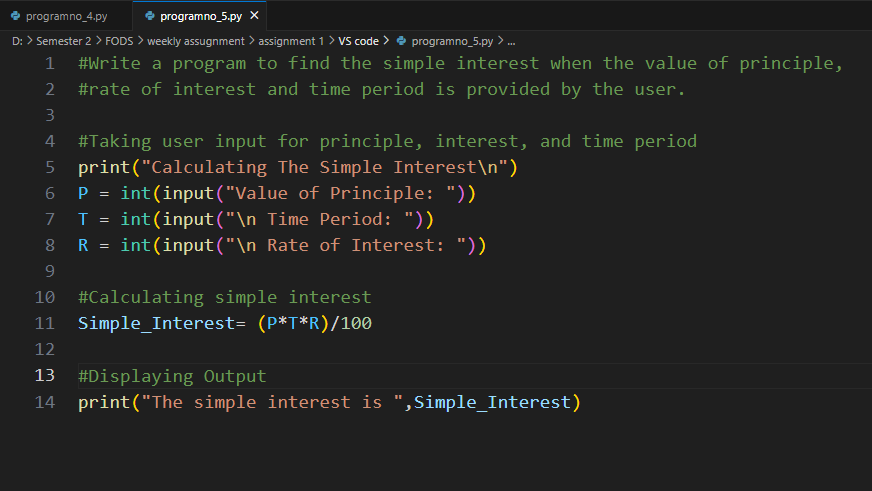 programno_4.py programno_5.py ×
D: > Semester 2 > FODS > weekly assugnment > assignment 1 > VS code > programno_5.py > ...
1 #Write a program to find the simple interest when the value of principle,
2 #rate of interest and time period is provided by the user.
3
4 #Taking user input for principle, interest, and time period
5 print("Calculating The Simple Interest\n")
6 P = int(input("Value of Principle: "))
7 T = int(input("\n Time Period: "))
8 R = int(input("\n Rate of Interest: "))
9
10 #Calculating simple interest
11 Simple_Interest= (P*T*R)/100
12
13 #Displaying Output
14 print("The simple interest is ",Simple_Interest)